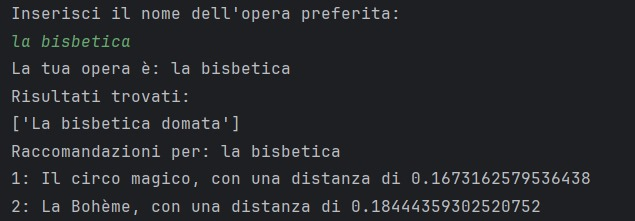 Inserisci il nome dell'opera preferita:
la bisbetica
La tua opera è: la bisbetica
Risultati trovati:
['La bisbetica domata']
Raccomandazioni per: la bisbetica
1: Il circo magico, con una distanza di 0.1673162579536438
2: La Bohème, con una distanza di 0.18444359302520752